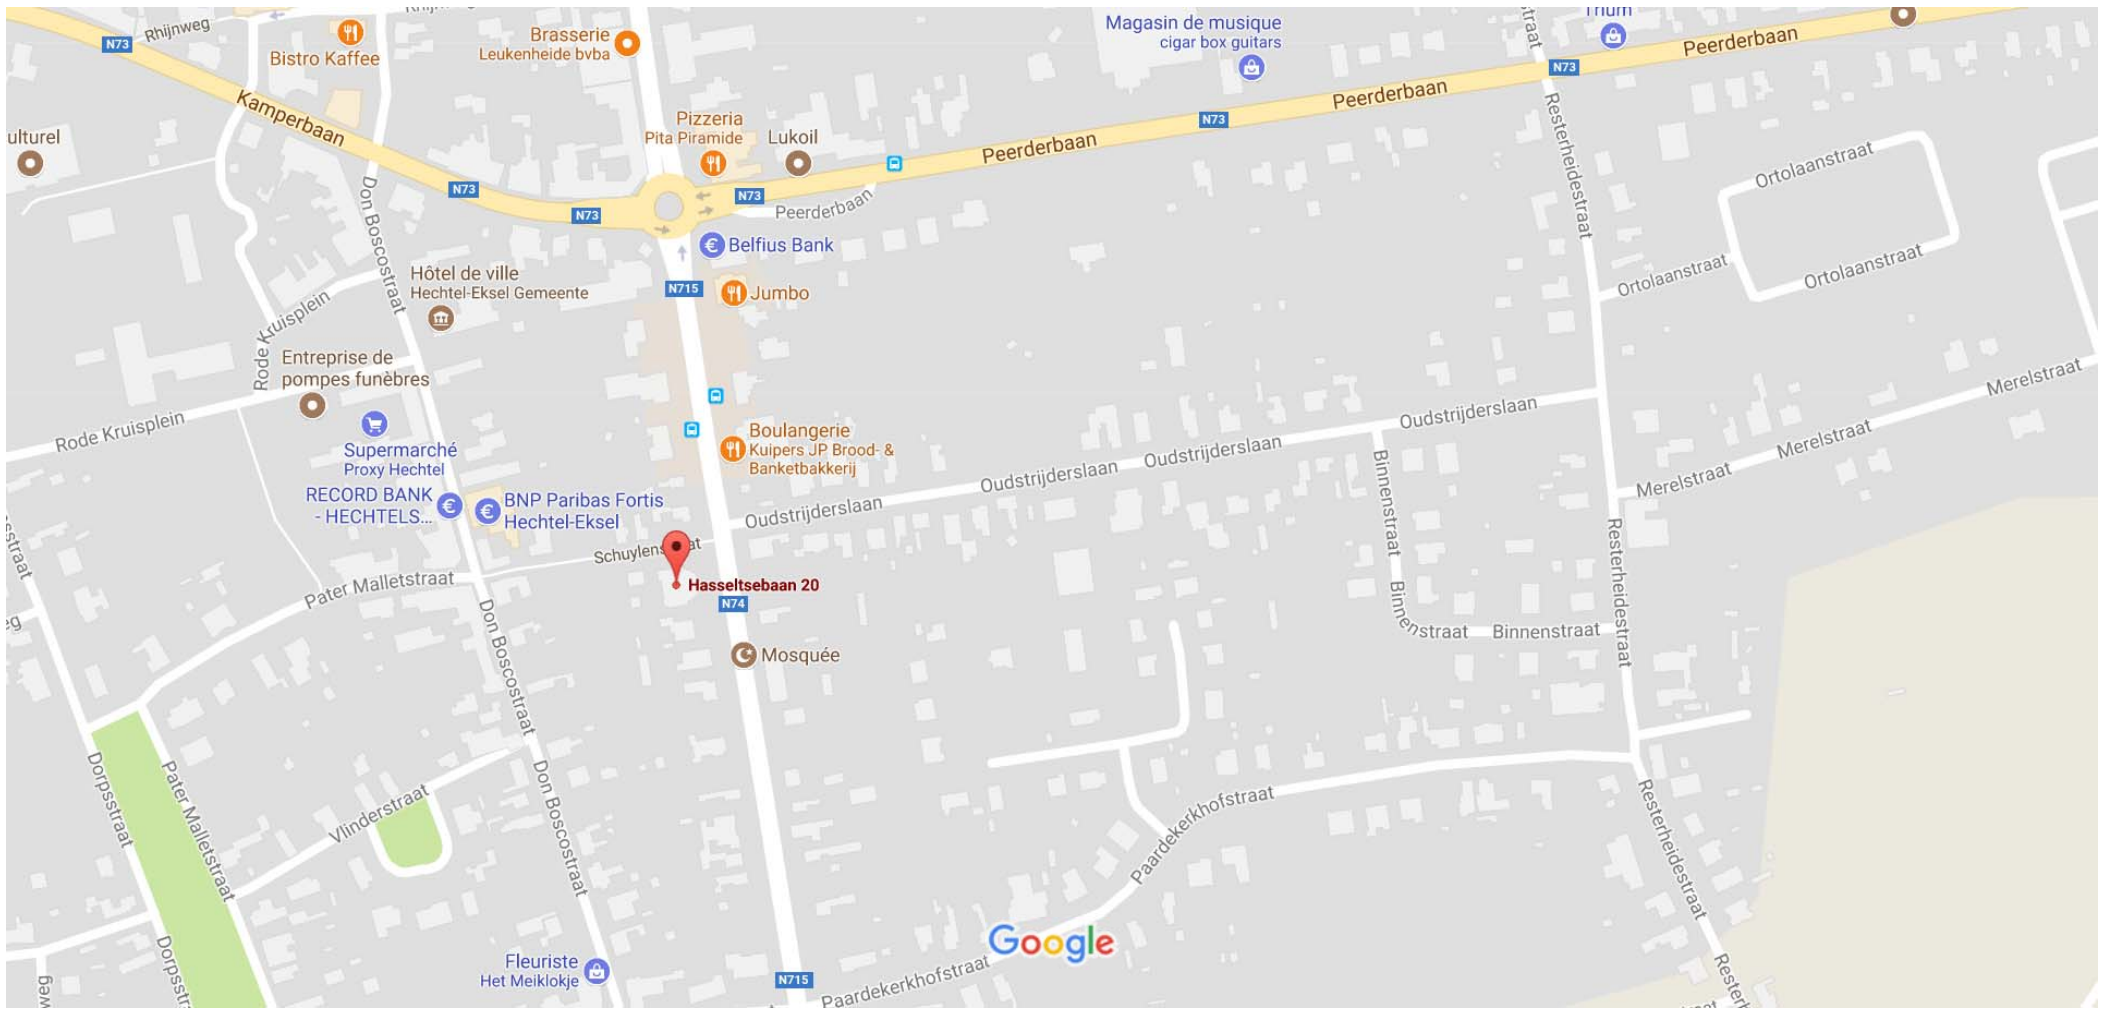 Rhijnweg
N73
Bistro Kaffee
Brasserie
Leukenheide bvba
Magasin de musique
cigar box guitars
Peerderbaan
N73
Kamperbaan
Pizzeria
Pita Piramide
Lukoil
Peerderbaan
N73
Peerderbaan
Resterheidestraat
ulturel
Don Boscostraat
N73
N73
N73
Peerderbaan
Ortolaanstraat
Belfius Bank
Ortolaanstraat
Ortolaanstraat
Hôtel de ville
Hechtel-Eksel Gemeente
N715
Jumbo
Rode Kruisplein
Entreprise de
pompes funèbres
Rode Kruisplein
Supermarché
Proxy Hechtel
Boulangerie
Kuipers JP Brood- &
Banketbakkerij
Oudstrijderslaan
Oudstrijderslaan
Oudstrijderslaan
Oudstrijderslaan
Merelstraat
Merelstraat
Merelstraat
RECORD BANK
- HECHTELS...
BNP Paribas Fortis
Hechtel-Eksel
Binnenstraat
Binnenstraat
Binnenstraat
Resterheidestraat
Pater Malletstraat
Hasseltsebaan 20
N74
Don Boscostraat
Mosquée
Dorpsstraat
Pater Malletstraat
Vlinderstraat
Don Boscostraat
Paardekerkhofstraat
Resterheidestraat
Dorpsstr
weg
Fleuriste
Het Meiklokje
N715
Paardekerkhofstraat
Google
Resterh